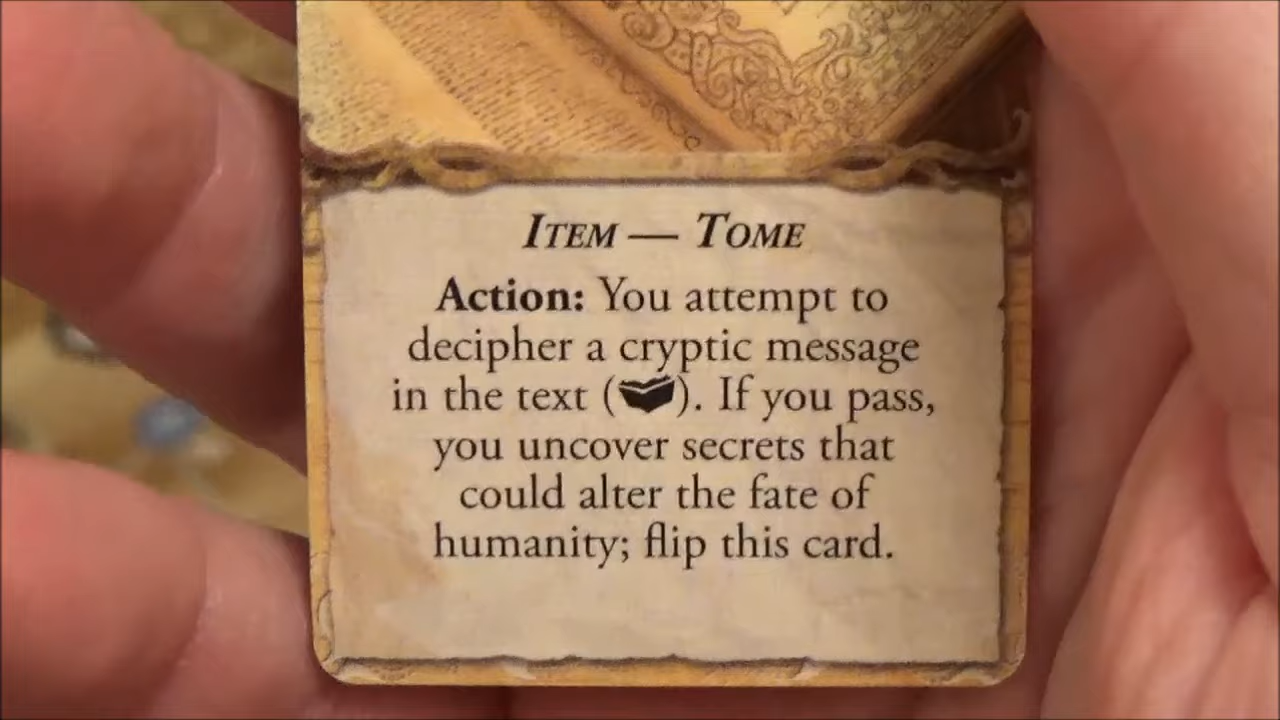 ITEM — TOME
Action: You attempt to
decipher a cryptic message
in the text (). If you pass,
you uncover secrets that
could alter the fate of
humanity; flip this card.